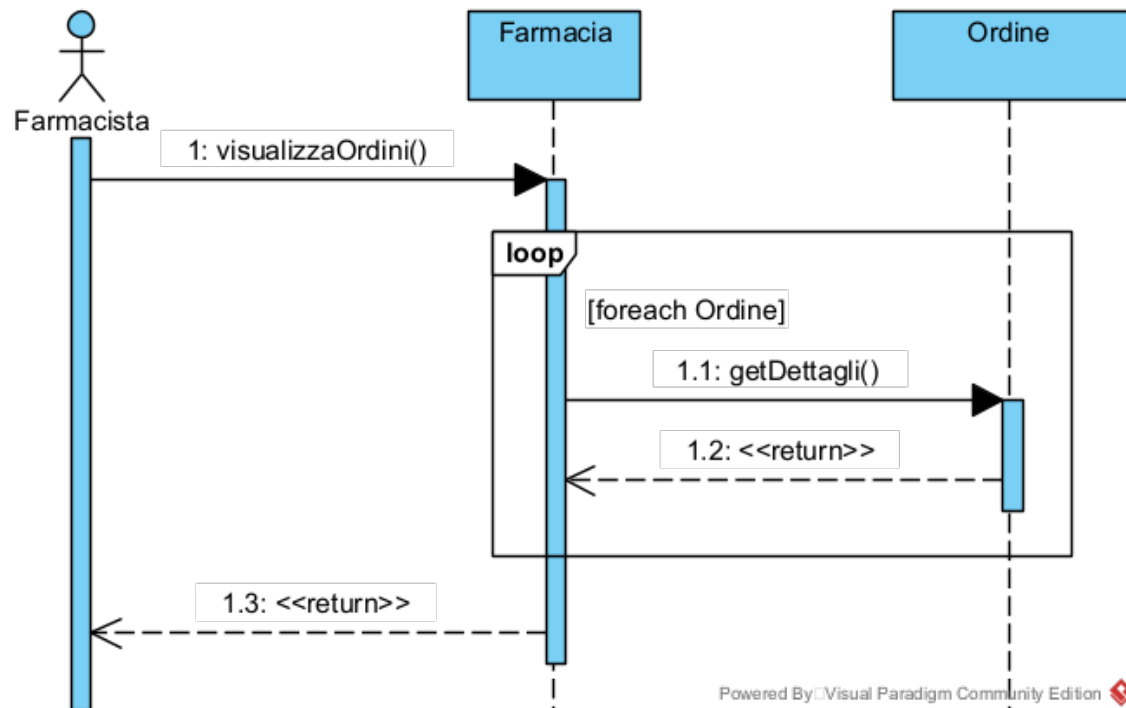 Farmacia
Ordine
Farmacista
1: visualizzaOrdini()
loop
[foreach Ordine]
1.1: getDettagli()
1.2: <<return>>
1.3: <<return>>
Powered By Visual Paradigm Community Edition